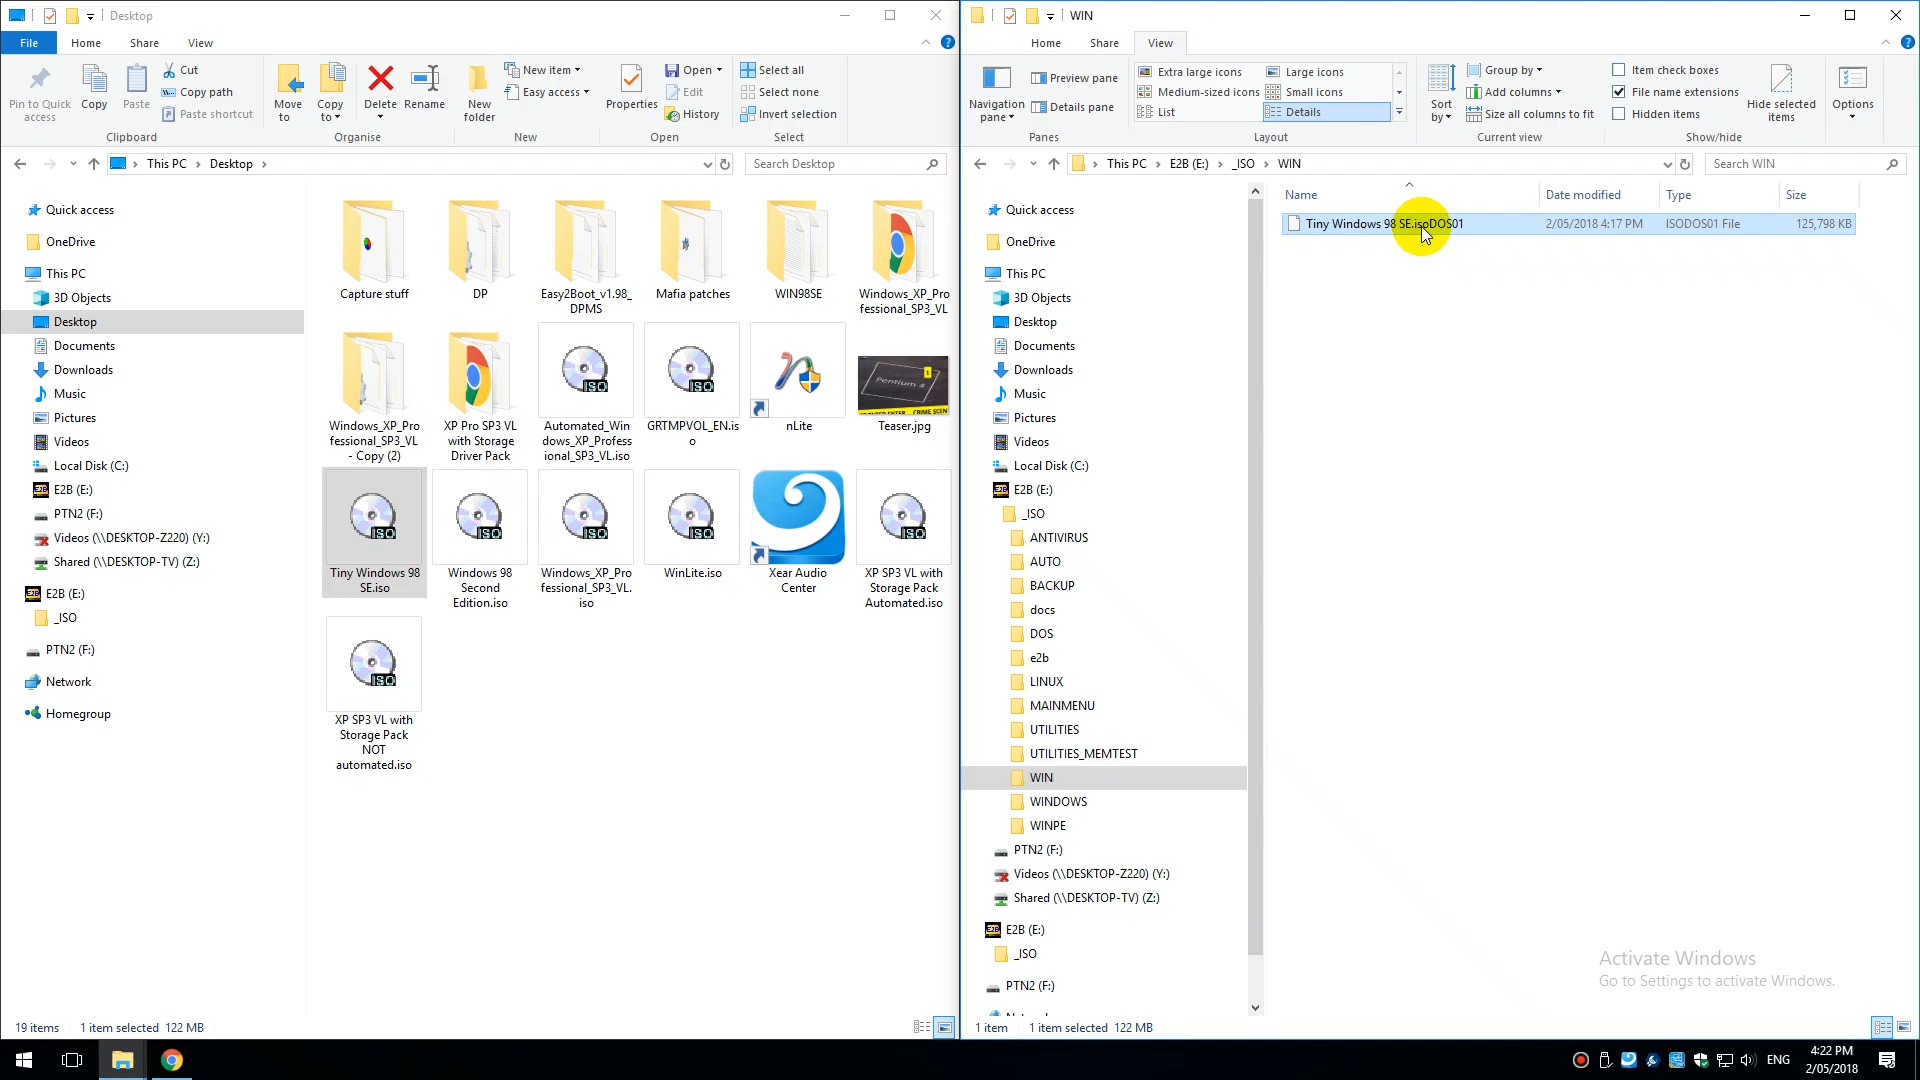 Desktop
File
Home
Share
View
Pin to Quick access
Copy
Paste
Cut
Copy path
Paste shortcut
Clipboard
Move to
Copy to
Delete
Rename
Organise
New folder
New item
Easy access
New
Properties
Open
Edit
History
Open
Select all
Select none
Invert selection
Select
This PC
Desktop
Search Desktop
Quick access
OneDrive
This PC
3D Objects
Desktop
Documents
Downloads
Music
Pictures
Videos
Local Disk (C:)
E2B (E:)
PTN2 (F:)
Videos (\\DESKTOP-Z220) (Y:)
Shared (\\DESKTOP-TV) (Z:)
E2B (E:)
_ISO
PTN2 (F:)
Network
Homegroup
Capture stuff
DP
Easy2Boot_v1.98_
DPMS
Mafia patches
WIN98SE
Windows_XP_Pro
fessional_SP3_VL
Windows_XP_Pro
fessional_SP3_VL
- Copy (2)
XP Pro SP3 VL
with Storage
Driver Pack
Automated_Win
dows_XP_Profess
ional_SP3_VL.iso
GRTMPVOL_EN.is
o
nLite
Pentium 4
Teaser.jpg
Tiny Windows 98
SE.iso
Windows 98
Second
Edition.iso
Windows_XP_Pro
fessional_SP3_VL.
iso
WinLite.iso
Xear Audio
Center
XP SP3 VL with
Storage Pack
Automated.iso
XP SP3 VL with
Storage Pack
NOT
automated.iso
19 items
1 item selected 122 MB
WIN
Home
Share
View
Navigation pane
Preview pane
Details pane
Panes
Extra large icons
Large icons
Medium-sized icons
Small icons
List
Details
Layout
Sort by
Group by
Add columns
Size all columns to fit
Current view
Item check boxes
File name extensions
Hidden items
Hide selected items
Show/hide
Options
This PC
E2B (E:)
_ISO
WIN
Search WIN
Name
Date modified
Type
Size
Tiny Windows 98 SE.isoDOS01
2/05/2018 4:17 PM
ISODOS01 File
125,798 KB
Quick access
OneDrive
This PC
3D Objects
Desktop
Documents
Downloads
Music
Pictures
Videos
Local Disk (C:)
E2B (E:)
_ISO
ANTIVIRUS
AUTO
BACKUP
docs
DOS
e2b
LINUX
MAINMENU
UTILITIES
UTILITIES_MEMTEST
WIN
WINDOWS
WINPE
PTN2 (F:)
Videos (\\DESKTOP-Z220) (Y:)
Shared (\\DESKTOP-TV) (Z:)
E2B (E:)
_ISO
PTN2 (F:)
Activate Windows
Go to Settings to activate Windows.
1 item
1 item selected 122 MB
ENG
4:22 PM
2/05/2018